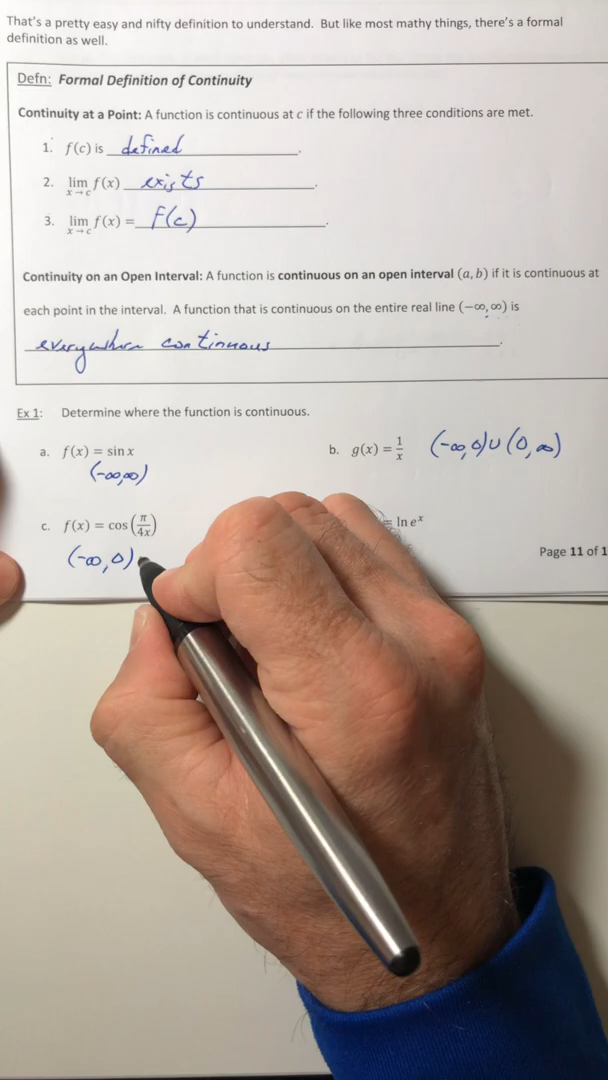 That's a pretty easy and nifty definition to understand. But like most mathy things, there's a formal
definition as well.
Defn: Formal Definition of Continuity
Continuity at a Point: A function is continuous at c if the following three conditions are met.
1. f(c) is defined.
2. lim x→c f(x) exists.
3. lim x→c f(x) = f(c).
Continuity on an Open Interval: A function is continuous on an open interval (a, b) if it is continuous at
each point in the interval. A function that is continuous on the entire real line (−∞, ∞) is
everywhere continuous.
Ex 1: Determine where the function is continuous.
a. f(x) = sin x b. g(x) = 1/x (-∞,0)∪(0,∞)
(-∞,∞)
c. f(x) = cos(π/4x) = ln eˣ
(-∞,0)
Page 11 of 1